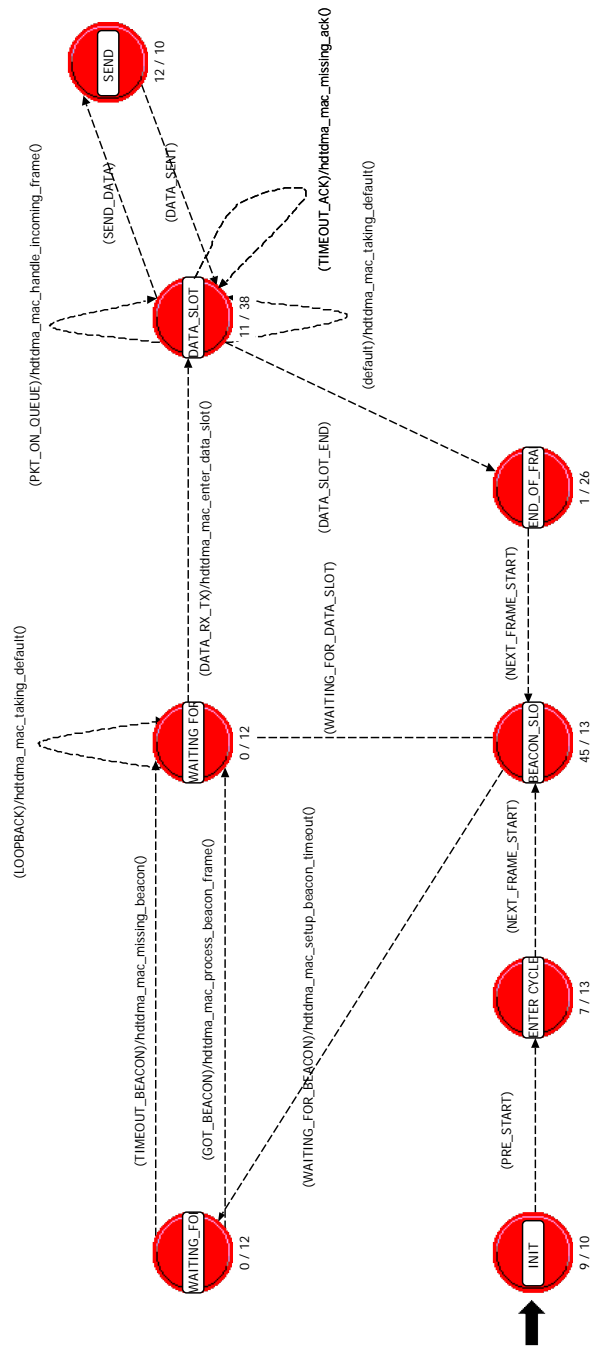 (PKT_ON_QUEUE)/hdtdma_mac_handle_incoming_frame()
SEND
12 / 10
(SEND_DATA)
(DATA_SENT)
(TIMEOUT_ACK)/hdtdma_mac_missing_ack()
DATA_SLOT
11 / 38
(default)/hdtdma_mac_taking_default()
(LOOPBACK)/hdtdma_mac_taking_default()
(DATA_RX_TX)/hdtdma_mac_enter_data_slot()
WAITING FOR
0 / 12
(DATA_SLOT_END)
(WAITING_FOR_DATA_SLOT)
END_OF_FRA
1 / 26
(NEXT_FRAME_START)
BEACON_SLO
45 / 13
(TIMEOUT_BEACON)/hdtdma_mac_missing_beacon()
(GOT_BEACON)/hdtdma_mac_process_beacon_frame()
(WAITING_FOR_BEACON)/hdtdma_mac_setup_beacon_timeout()
(NEXT_FRAME_START)
ENTER CYCLE
7 / 13
(PRE_START)
WAITING_FO
0 / 12
INIT
9 / 10